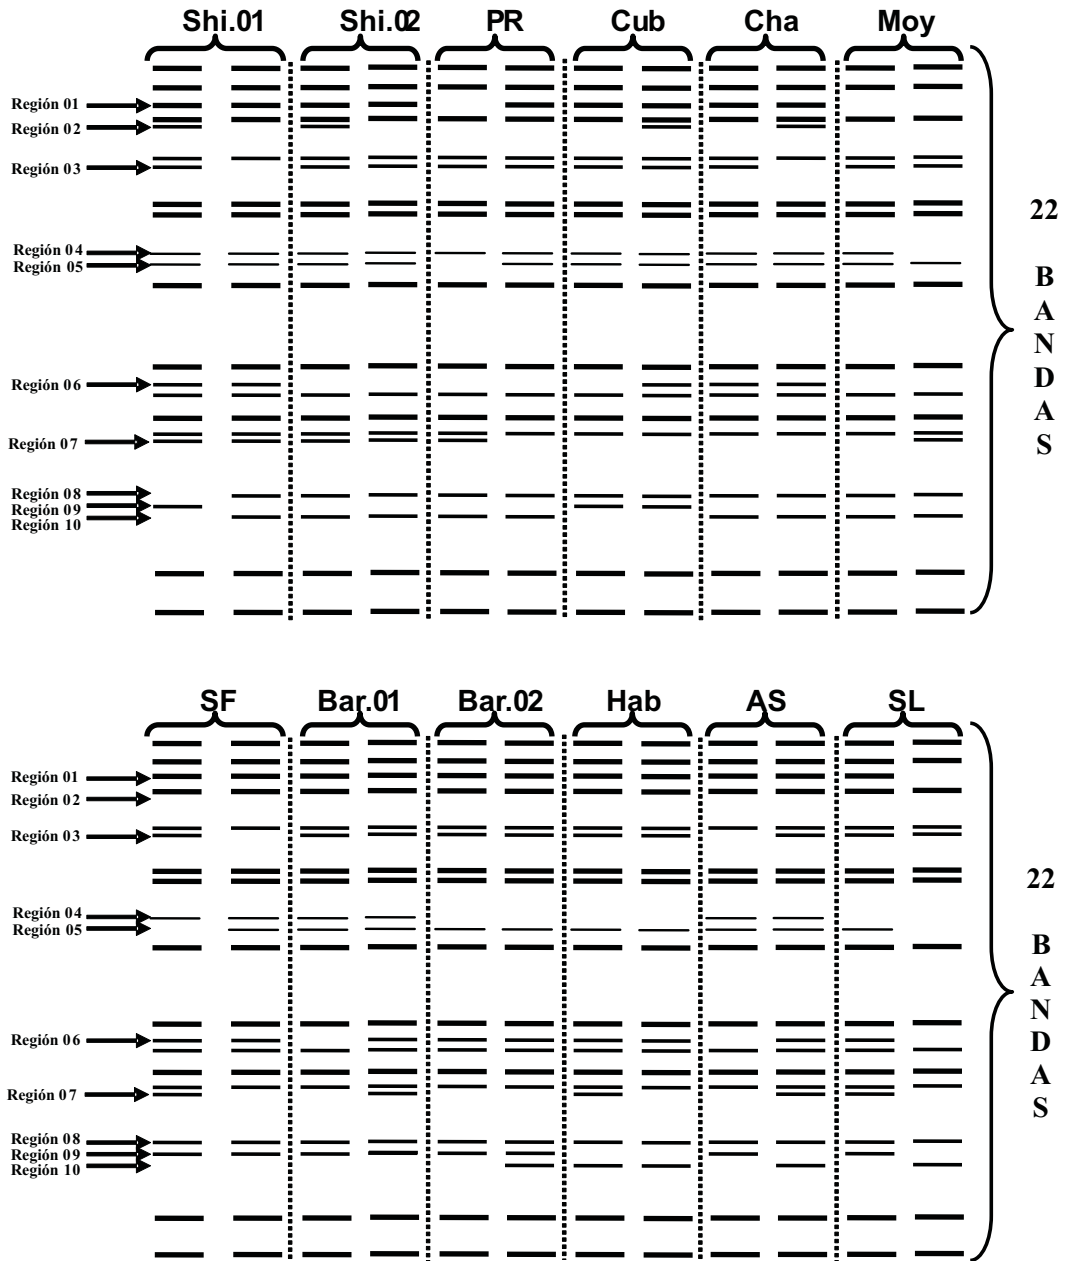 Shi.01 Shi.02 PR Cub Cha Moy
Región 01
Región 02
Región 03
Región 04
Región 05
Región 06
Región 07
Región 08
Región 09
Región 10
22
B
A
N
D
A
S
SF Bar.01 Bar.02 Hab AS SL
Región 01
Región 02
Región 03
Región 04
Región 05
Región 06
Región 07
Región 08
Región 09
Región 10
22
B
A
N
D
A
S